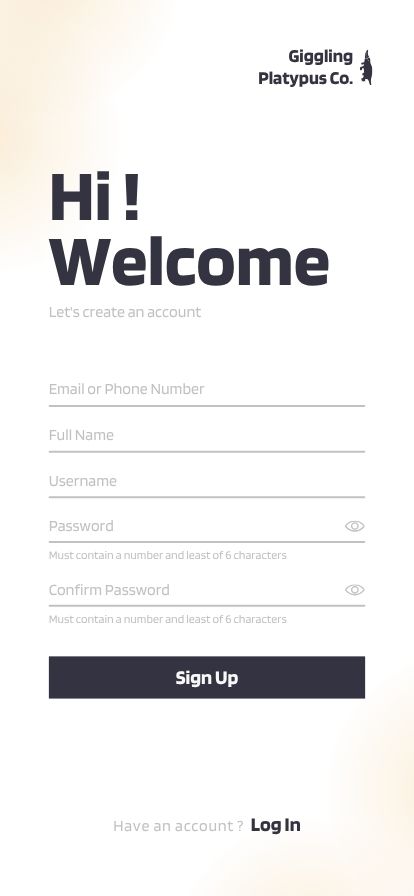 Giggling
Platypus Co.
Hi !
Welcome
Let's create an account
Email or Phone Number
Full Name
Username
Password
Must contain a number and least of 6 characters
Confirm Password
Must contain a number and least of 6 characters
Sign Up
Have an account ? Log In